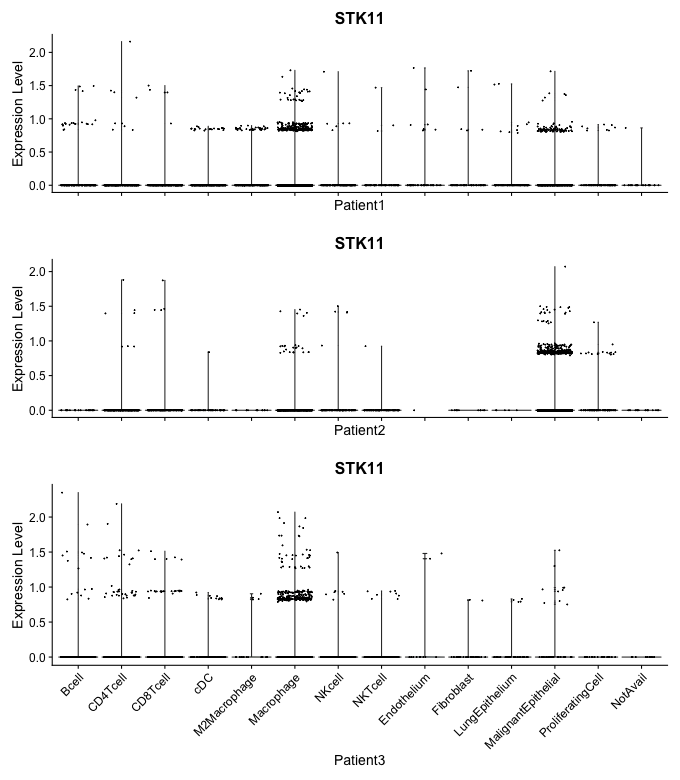 STK11
Expression Level
2.0
1.5
1.0
0.5
0.0
Patient1
STK11
Expression Level
2.0
1.5
1.0
0.5
0.0
Patient2
STK11
Expression Level
2.0
1.5
1.0
0.5
0.0
Bcell
CD4Tcell
CD8Tcell
cDC
M2Macrophage
Macrophage
NKcell
NKTcell
Endothelium
Fibroblast
LungEpithelium
MalignantEpithelial
ProliferatingCell
NotAvail
Patient3